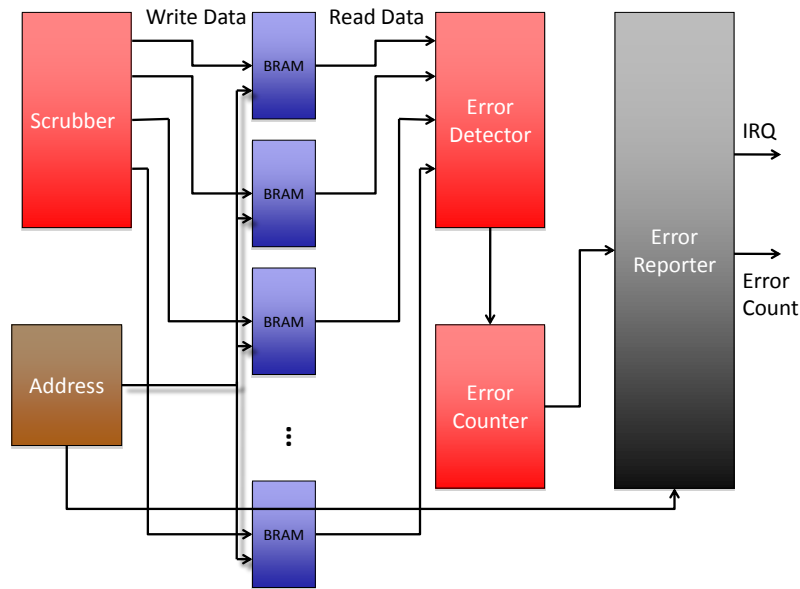 Write Data
Read Data
Scrubber
BRAM
Error
Detector
IRQ
BRAM
Error
Reporter
Error
Count
BRAM
Address
Error
Counter
...
BRAM